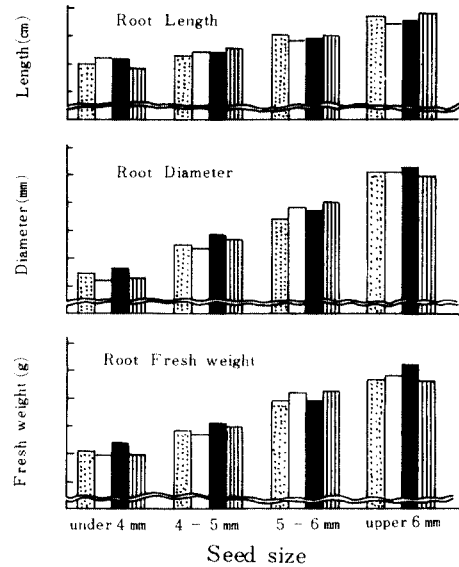 Length (cm)
Root Length
Diameter (mm)
Root Diameter
Fresh weight (g)
Root Fresh weight
under 4 mm
4 - 5 mm
5 - 6 mm
upper 6 mm
Seed size